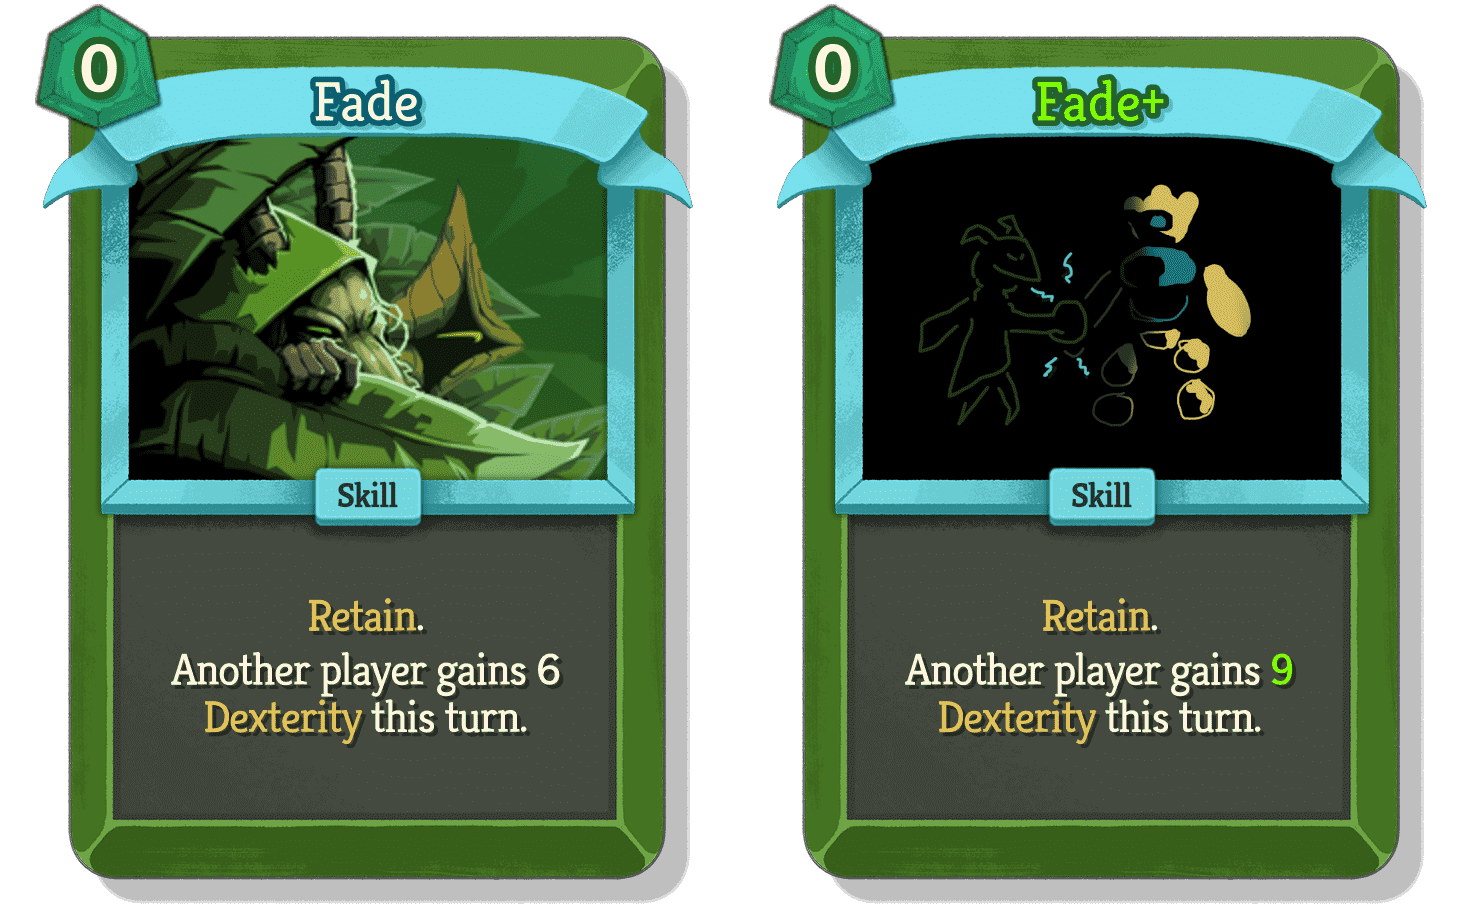 0
Fade
Skill
Retain.
Another player gains 6
Dexterity this turn.
0
Fade+
Skill
Retain.
Another player gains 9
Dexterity this turn.